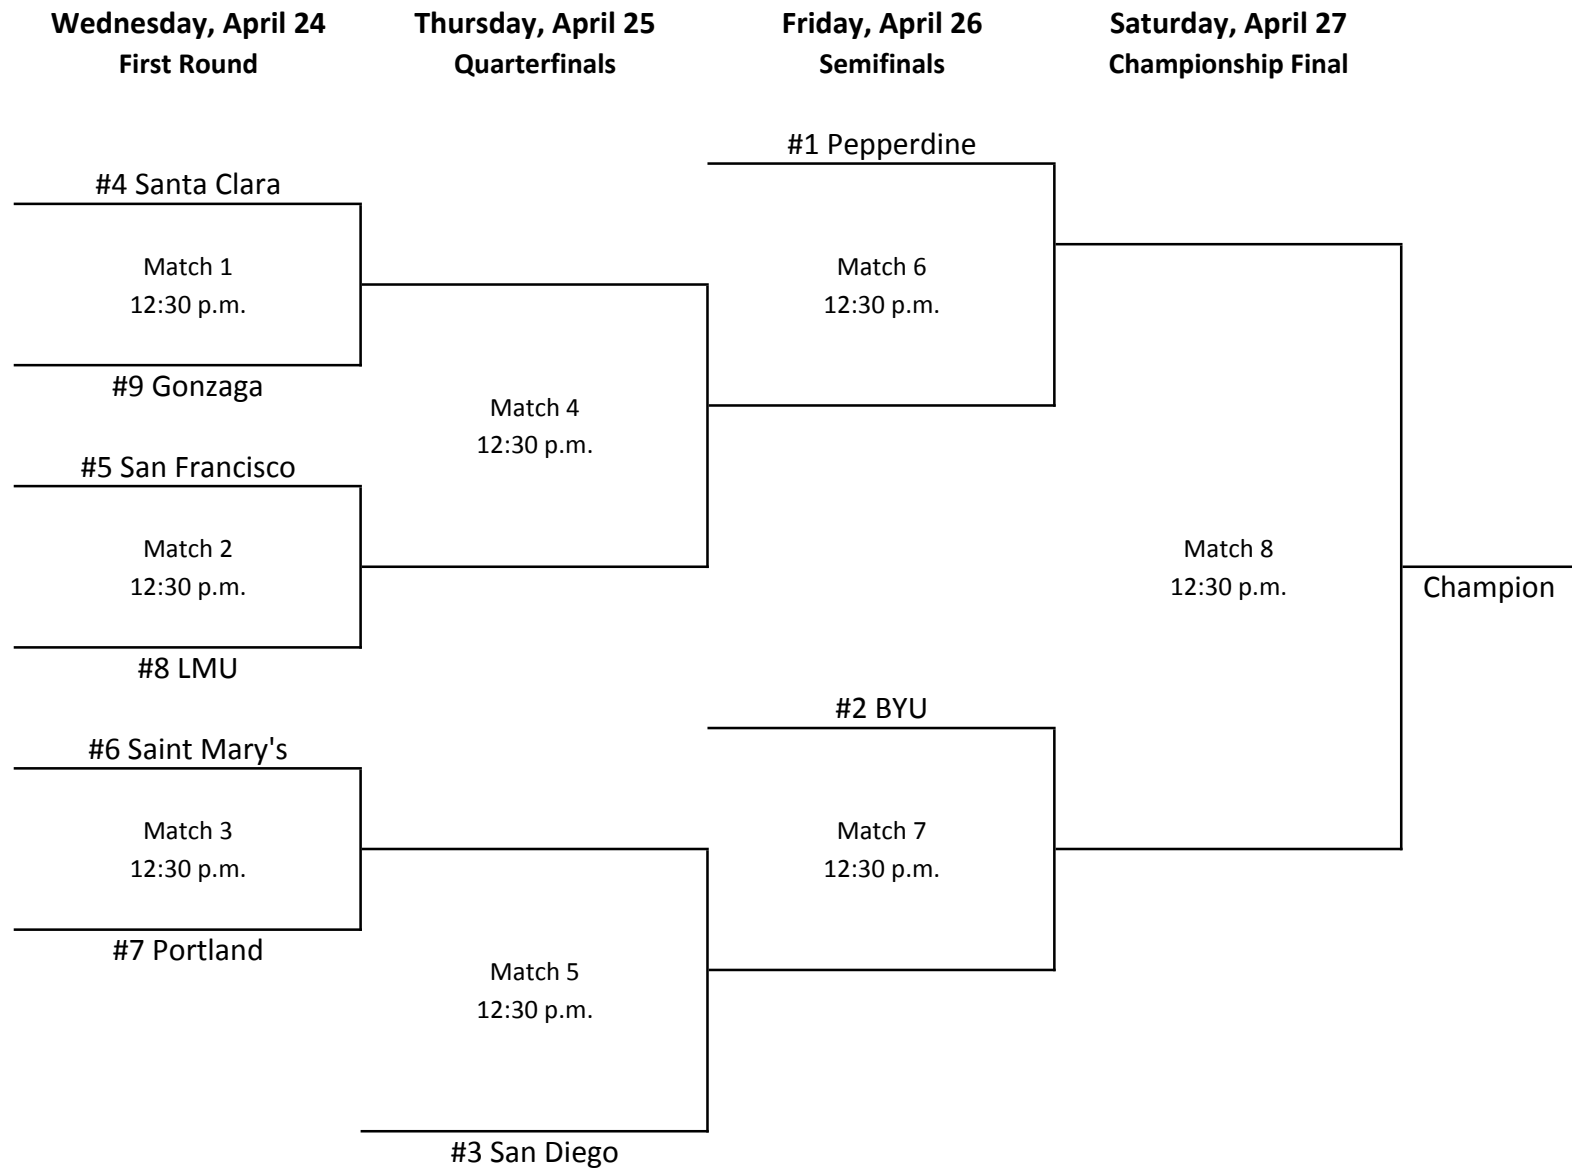 Wednesday, April 24
First Round
Thursday, April 25
Quarterfinals
Friday, April 26
Semifinals
Saturday, April 27
Championship Final
#4 Santa Clara
Match 1
12:30 p.m.
#9 Gonzaga
#5 San Francisco
Match 2
12:30 p.m.
#8 LMU
#6 Saint Mary's
Match 3
12:30 p.m.
#7 Portland
Match 4
12:30 p.m.
Match 5
12:30 p.m.
#3 San Diego
#1 Pepperdine
Match 6
12:30 p.m.
#2 BYU
Match 7
12:30 p.m.
Match 8
12:30 p.m.
Champion